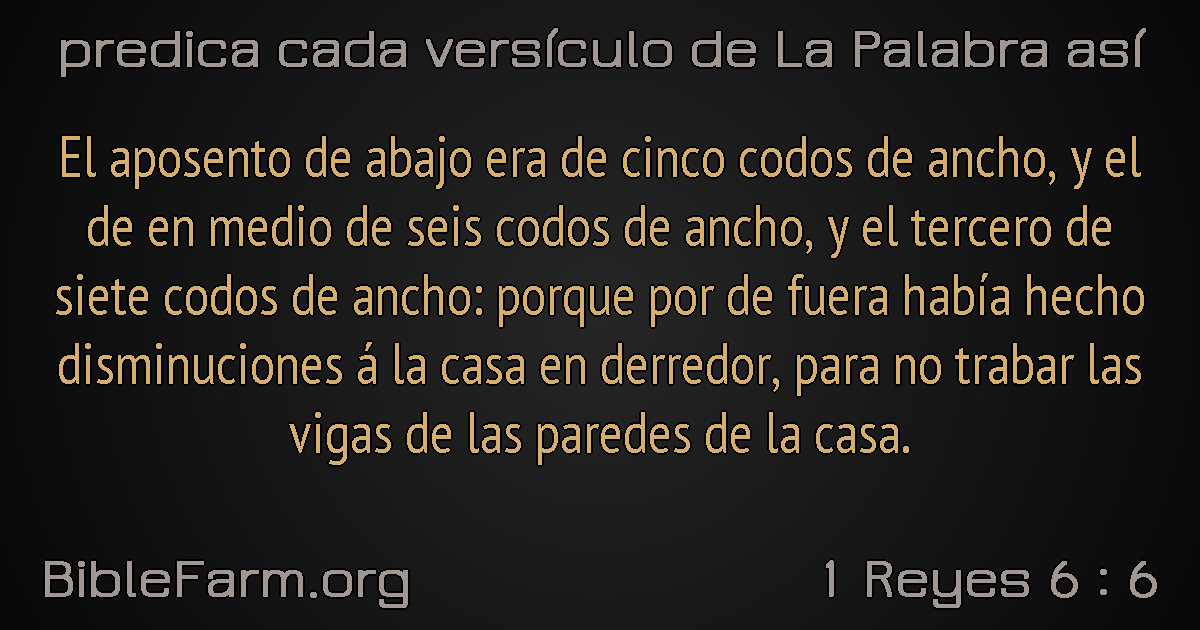 predica cada versículo de La Palabra así
El aposento de abajo era de cinco codos de ancho, y el
de en medio de seis codos de ancho, y el tercero de
siete codos de ancho: porque por de fuera había hecho
disminuciones á la casa en derredor, para no trabar las
vigas de las paredes de la casa.
BibleFarm.org
1 Reyes 6 : 6